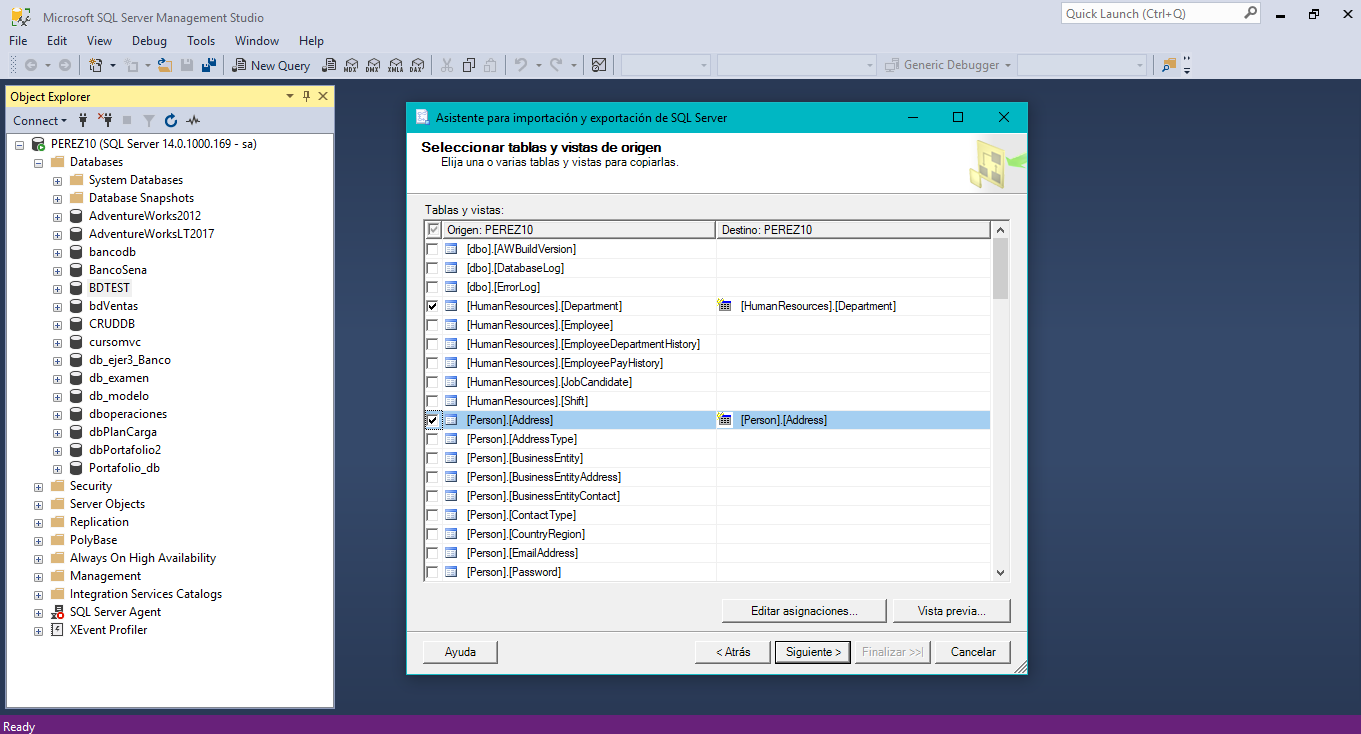 Microsoft SQL Server Management Studio
Quick Launch (Ctrl+Q)
File Edit View Debug Tools Window Help
New Query MDX DMX XMLA DAX Generic Debugger
Object Explorer
Connect
PEREZ10 (SQL Server 14.0.1000.169 - sa)
Databases
System Databases
Database Snapshots
AdventureWorks2012
AdventureWorksLT2017
bancodb
BancoSena
BDTEST
bdVentas
CRUDDB
cursomvc
db_ejer3_Banco
db_examen
db_modelo
dboperaciones
dbPlanCarga
dbPortafolio2
Portafolio_db
Security
Server Objects
Replication
PolyBase
Always On High Availability
Management
Integration Services Catalogs
SQL Server Agent
XEvent Profiler
Asistente para importación y exportación de SQL Server
Seleccionar tablas y vistas de origen
Elija una o varias tablas y vistas para copiarlas.
Tablas y vistas:
Origen: PEREZ10 Destino: PEREZ10
[dbo].[AWBuildVersion]
[dbo].[DatabaseLog]
[dbo].[ErrorLog]
[HumanResources].[Department] [HumanResources].[Department]
[HumanResources].[Employee]
[HumanResources].[EmployeeDepartmentHistory]
[HumanResources].[EmployeePayHistory]
[HumanResources].[JobCandidate]
[HumanResources].[Shift]
[Person].[Address] [Person].[Address]
[Person].[AddressType]
[Person].[BusinessEntity]
[Person].[BusinessEntityAddress]
[Person].[BusinessEntityContact]
[Person].[ContactType]
[Person].[CountryRegion]
[Person].[EmailAddress]
[Person].[Password]
Editar asignaciones... Vista previa...
Ayuda < Atrás Siguiente > Finalizar >>| Cancelar
Ready